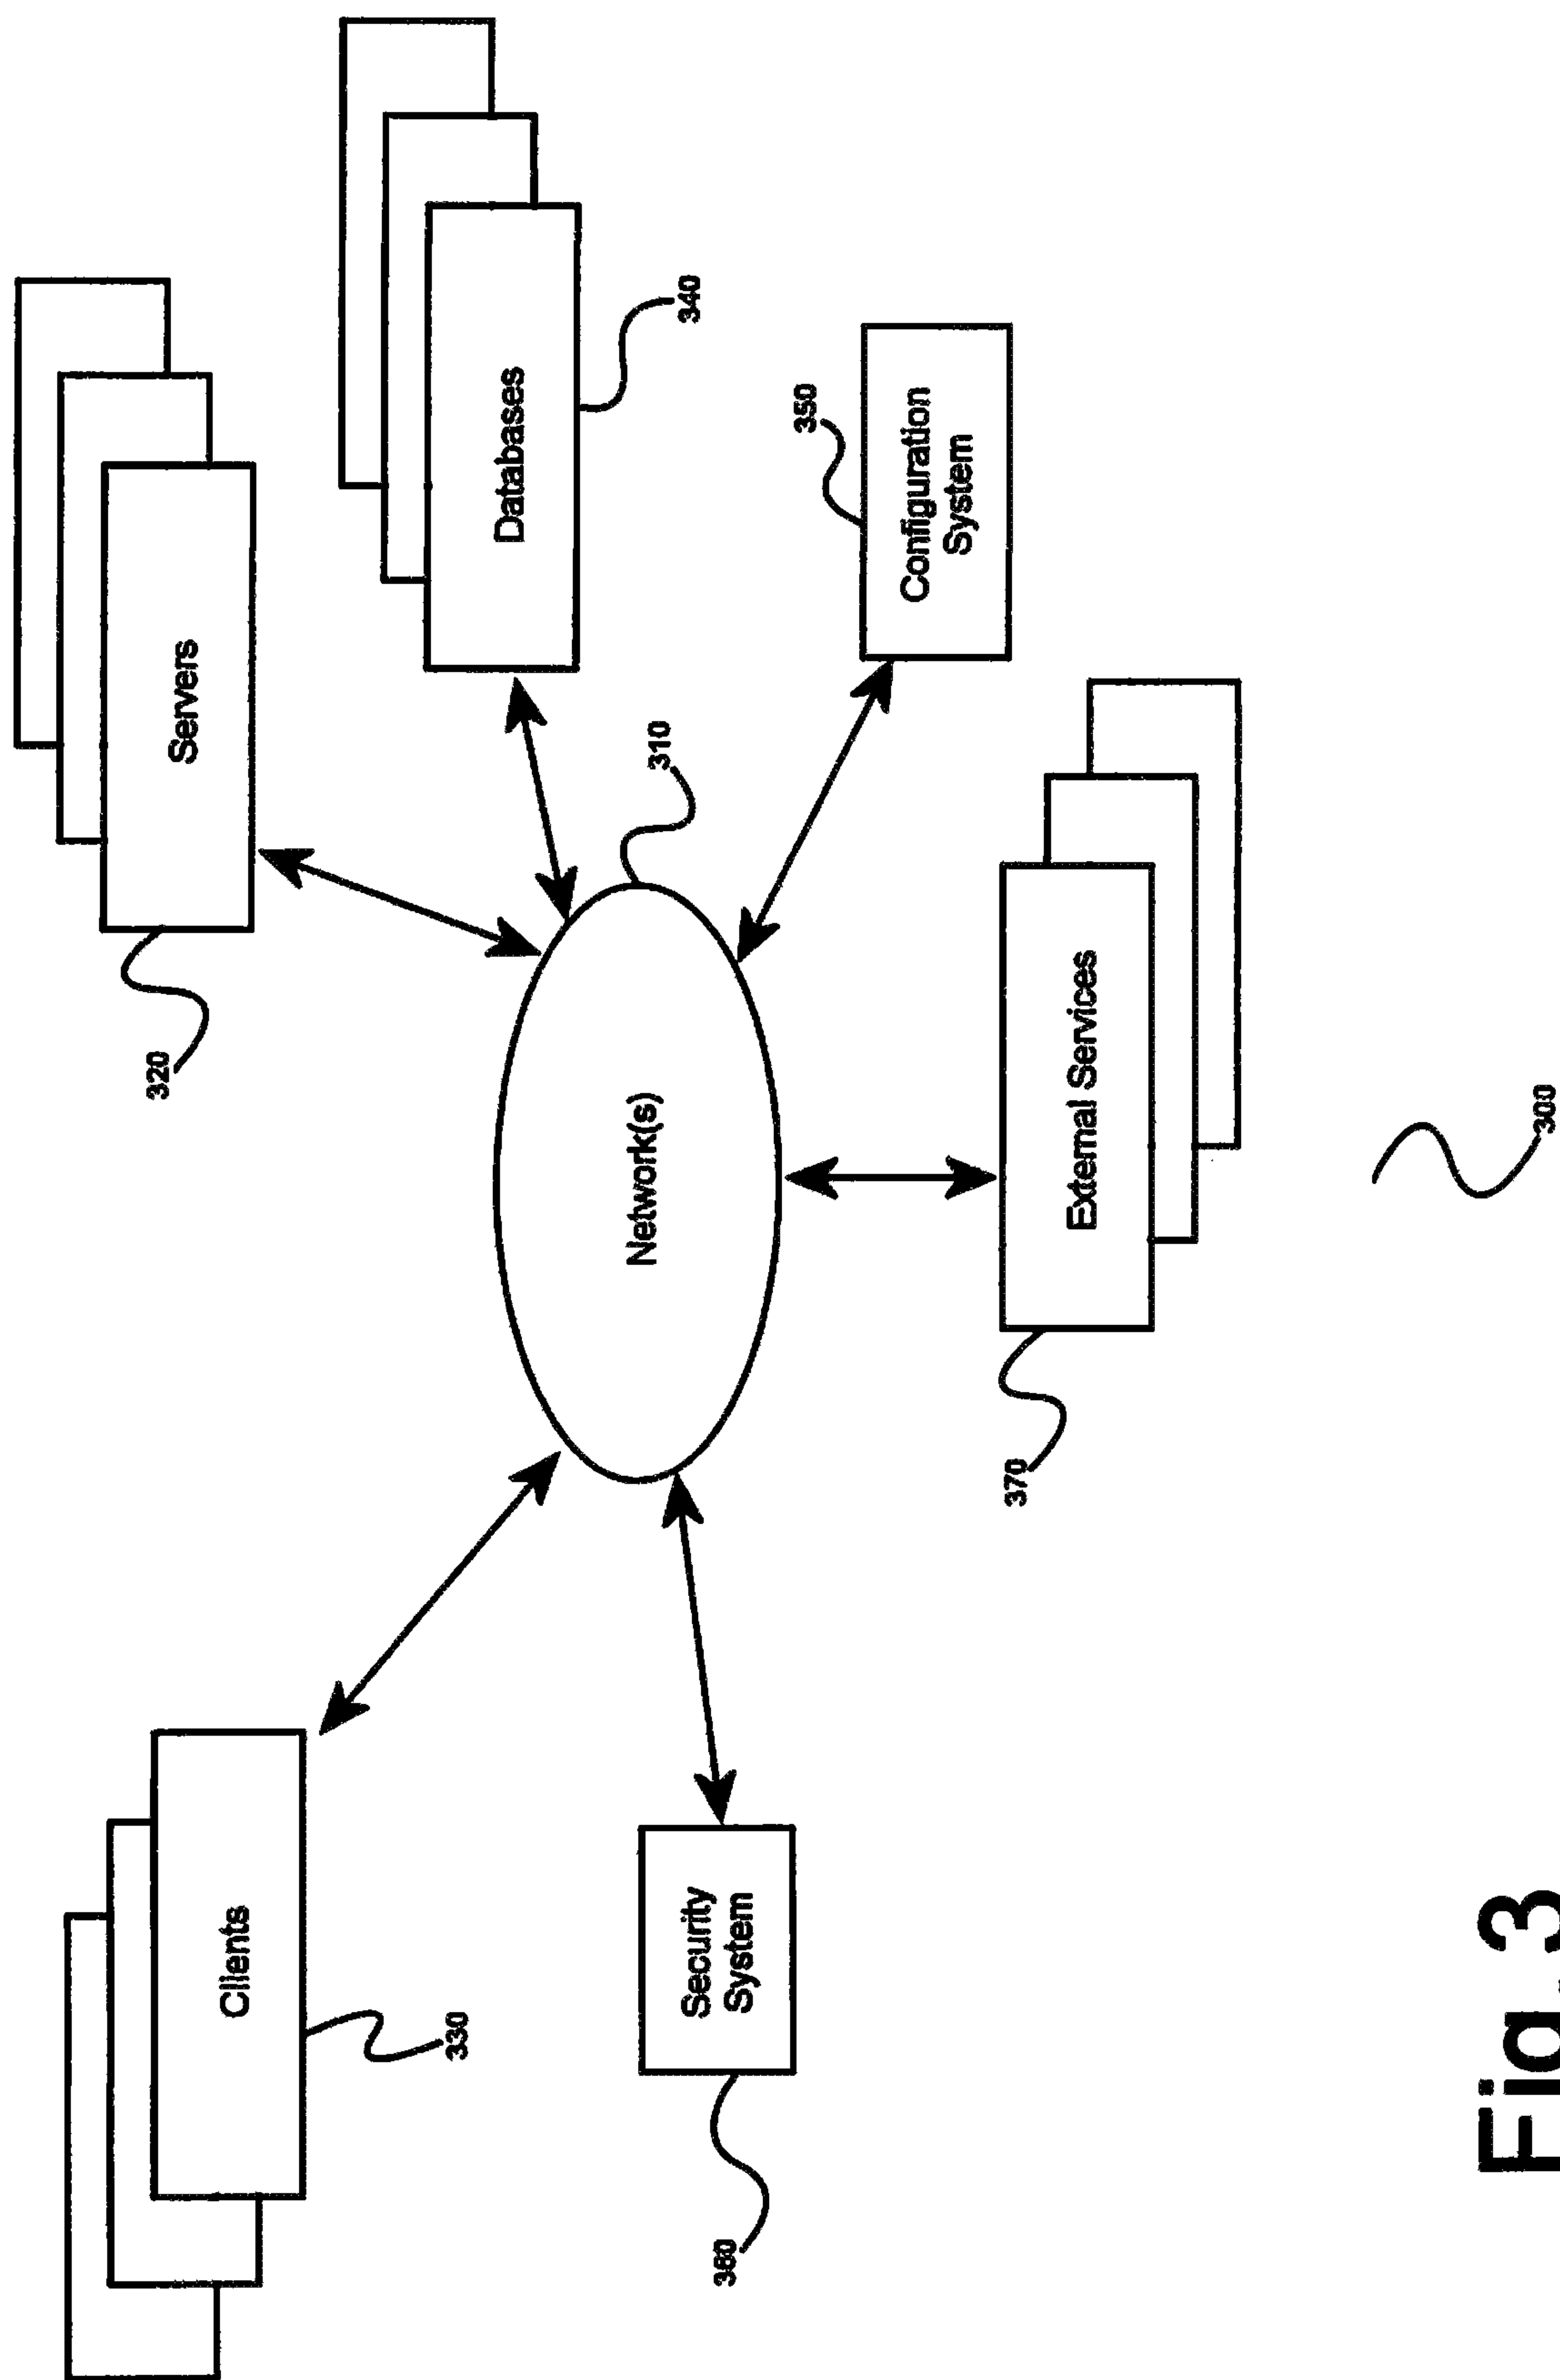 320
Servers
Clients
330
Databases
Network(s)
310
340
Security
System
360
350
Configuration
System
370
External Services
Fig. 3
300